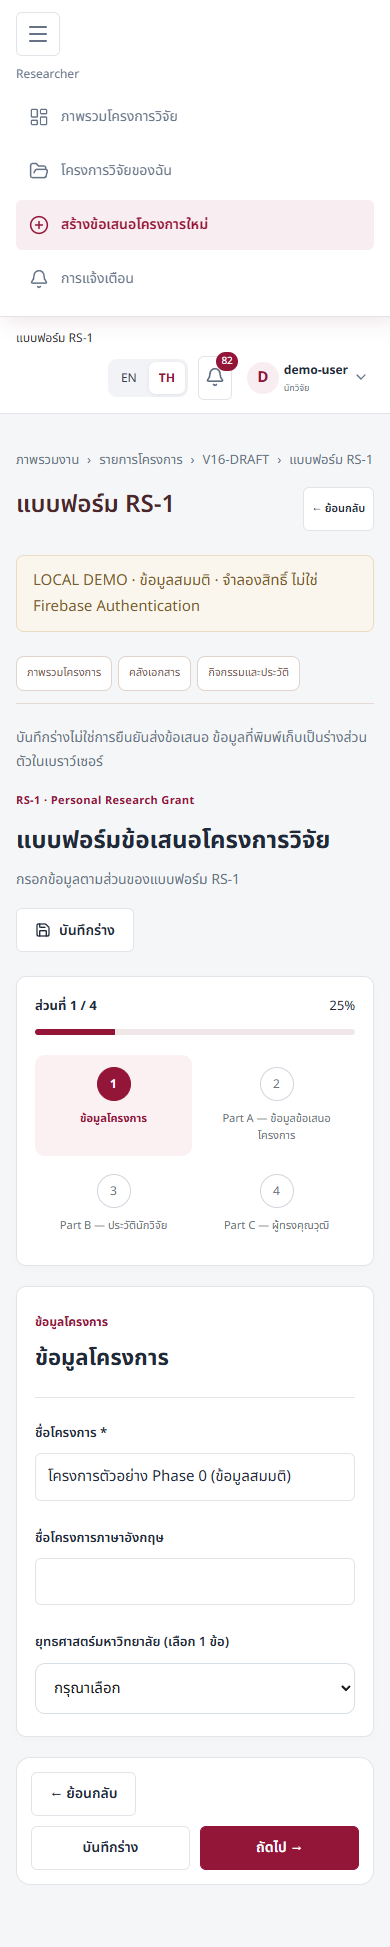 Researcher
ภาพรวมโครงการวิจัย
โครงการวิจัยของฉัน
สร้างข้อเสนอโครงการใหม่
การแจ้งเตือน
แบบฟอร์ม RS-1
EN TH 82 D demo-user
นักวิจัย
ภาพรวมงาน › รายการโครงการ › V16-DRAFT › แบบฟอร์ม RS-1
แบบฟอร์ม RS-1
← ย้อนกลับ
LOCAL DEMO · ข้อมูลสมมติ · จำลองสิทธิ์ ไม่ใช่
Firebase Authentication
ภาพรวมโครงการ คลังเอกสาร กิจกรรมและประวัติ
บันทึกร่างไม่ใช่การยืนยันส่งข้อเสนอ ข้อมูลที่พิมพ์เก็บเป็นร่างส่วน
ตัวในเบราว์เซอร์
RS-1 · Personal Research Grant
แบบฟอร์มข้อเสนอโครงการวิจัย
กรอกข้อมูลตามส่วนของแบบฟอร์ม RS-1
บันทึกร่าง
ส่วนที่ 1 / 4 25%
1
ข้อมูลโครงการ
2
Part A — ข้อมูลข้อเสนอ
โครงการ
3
Part B — ประวัตินักวิจัย
4
Part C — ผู้ทรงคุณวุฒิ
ข้อมูลโครงการ
ข้อมูลโครงการ
ชื่อโครงการ *
โครงการตัวอย่าง Phase 0 (ข้อมูลสมมติ)
ชื่อโครงการภาษาอังกฤษ
ยุทธศาสตร์มหาวิทยาลัย (เลือก 1 ข้อ)
กรุณาเลือก
← ย้อนกลับ
บันทึกร่าง ถัดไป →